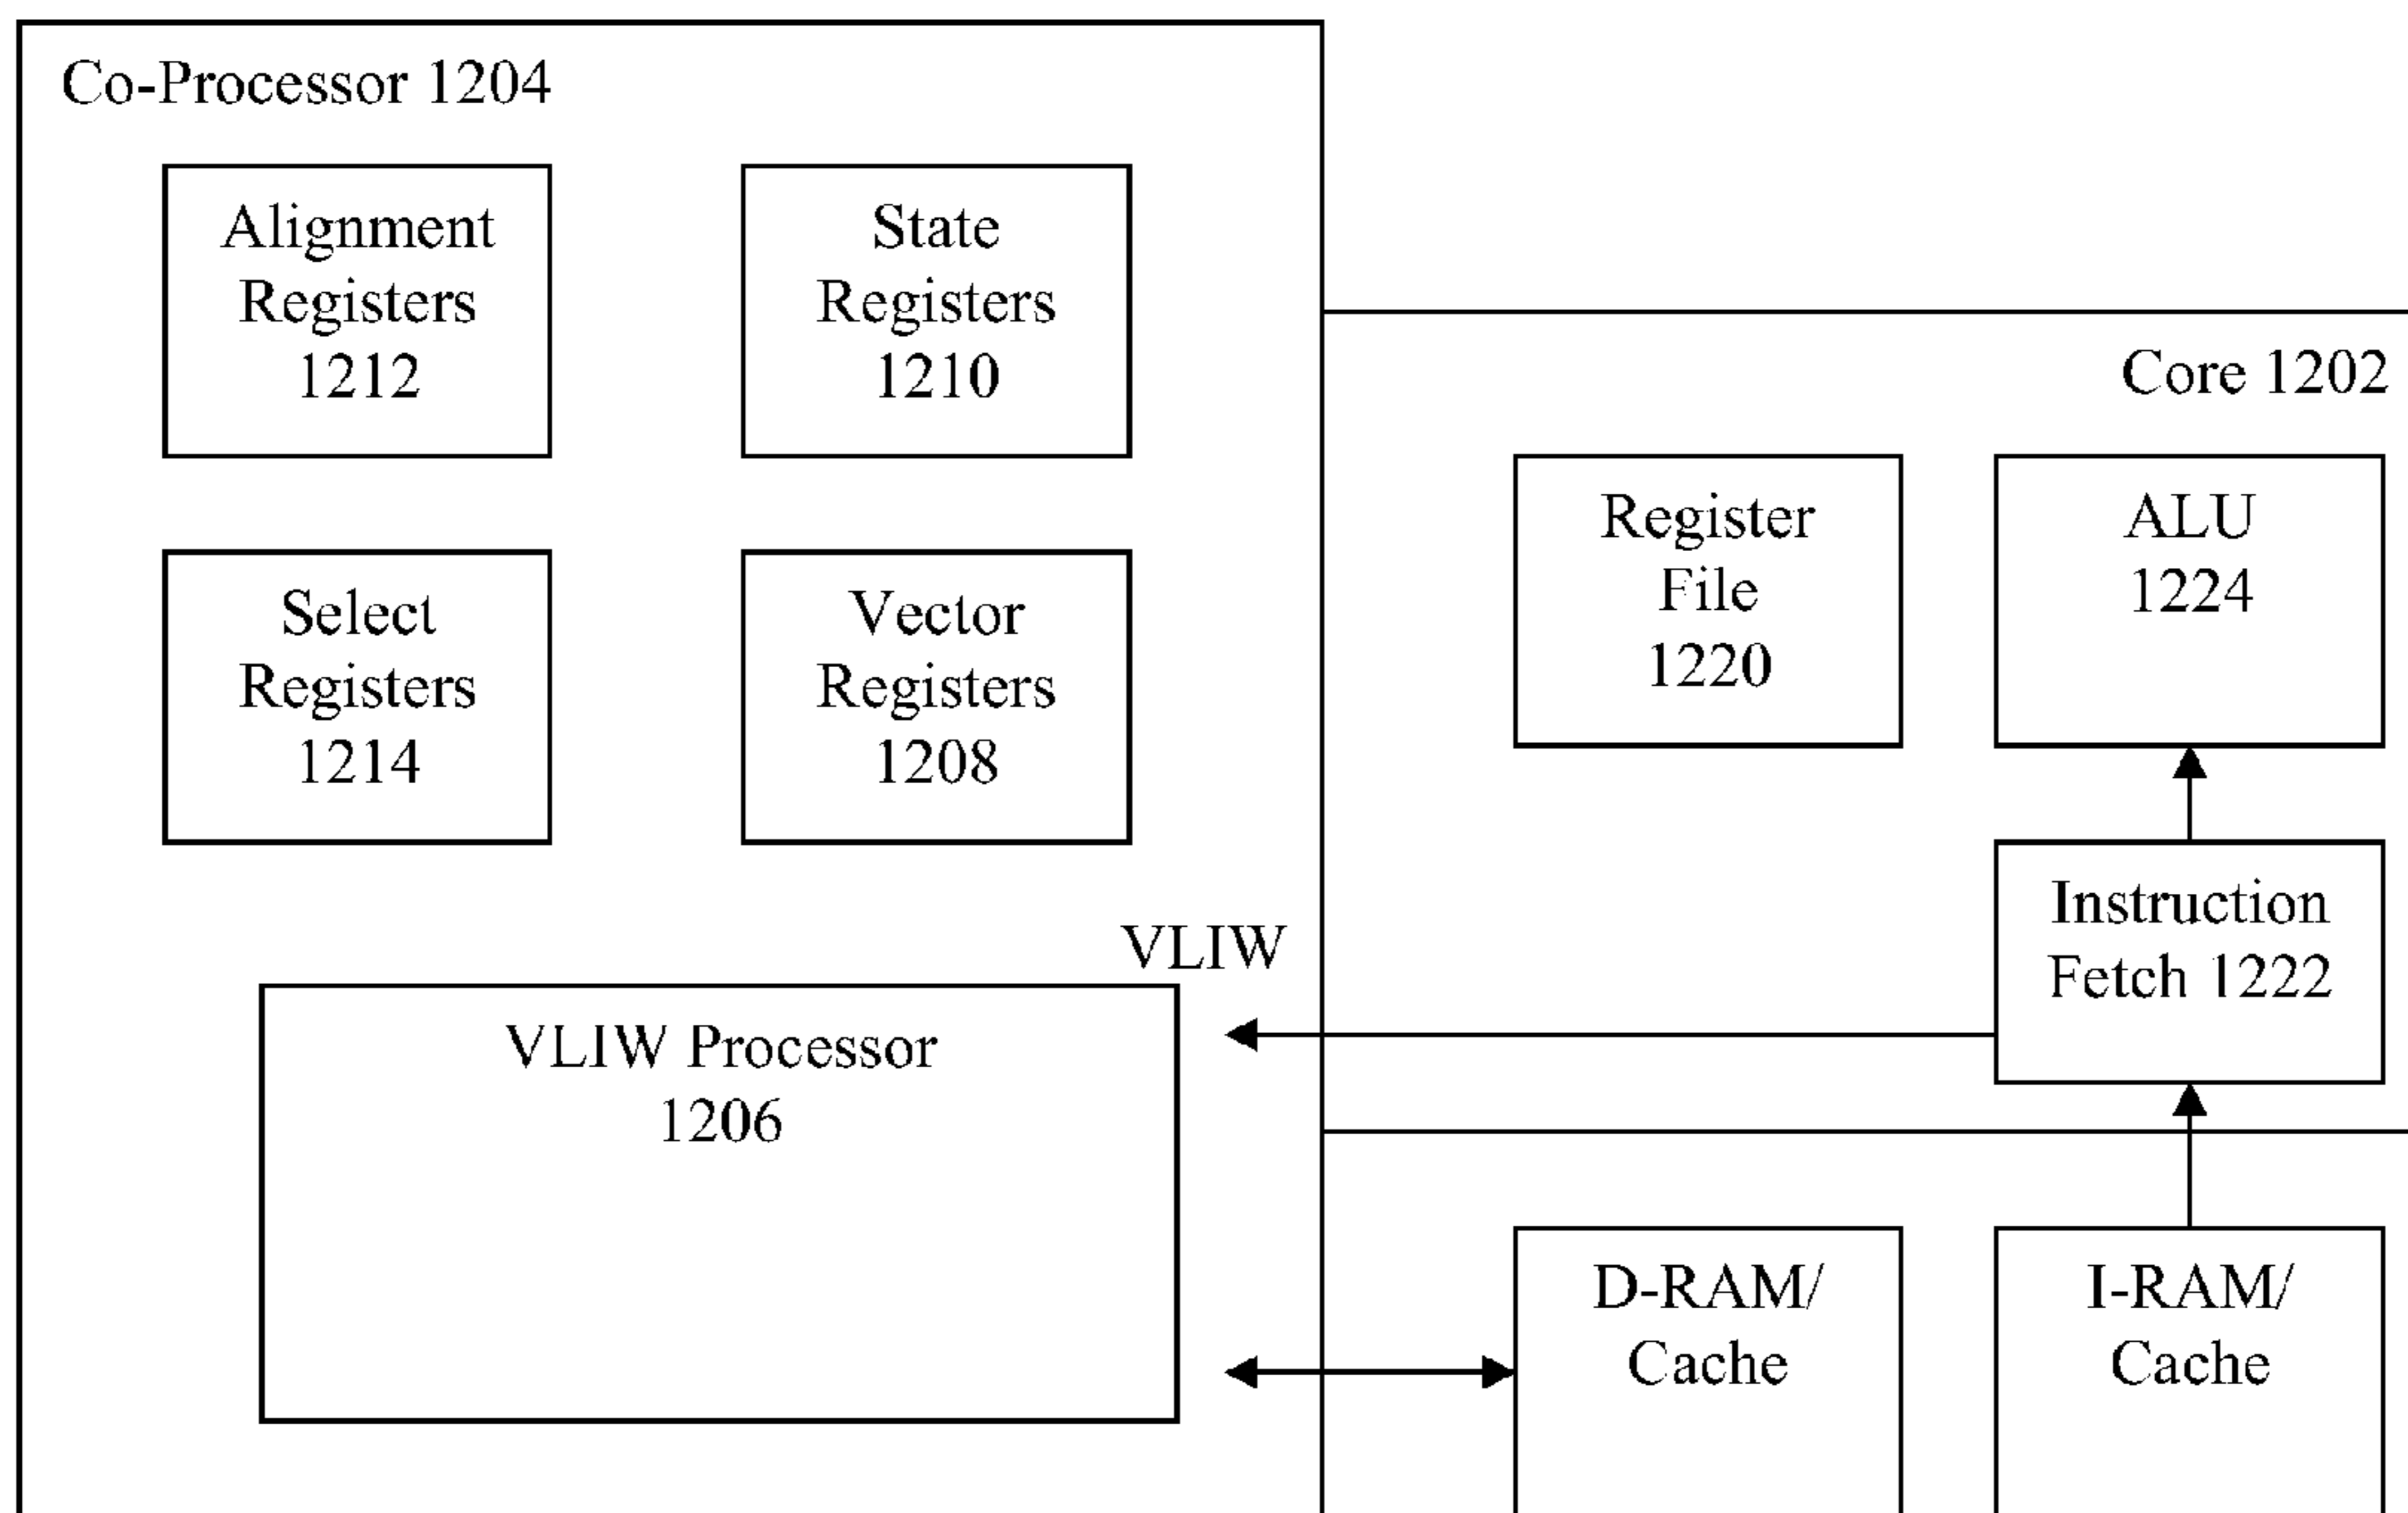 Co-Processor 1204
Alignment
Registers
1212
State
Registers
1210
Select
Registers
1214
Vector
Registers
1208
VLIW
VLIW Processor
1206
Core 1202
Register
File
1220
ALU
1224
Instruction
Fetch 1222
D-RAM/
Cache
I-RAM/
Cache